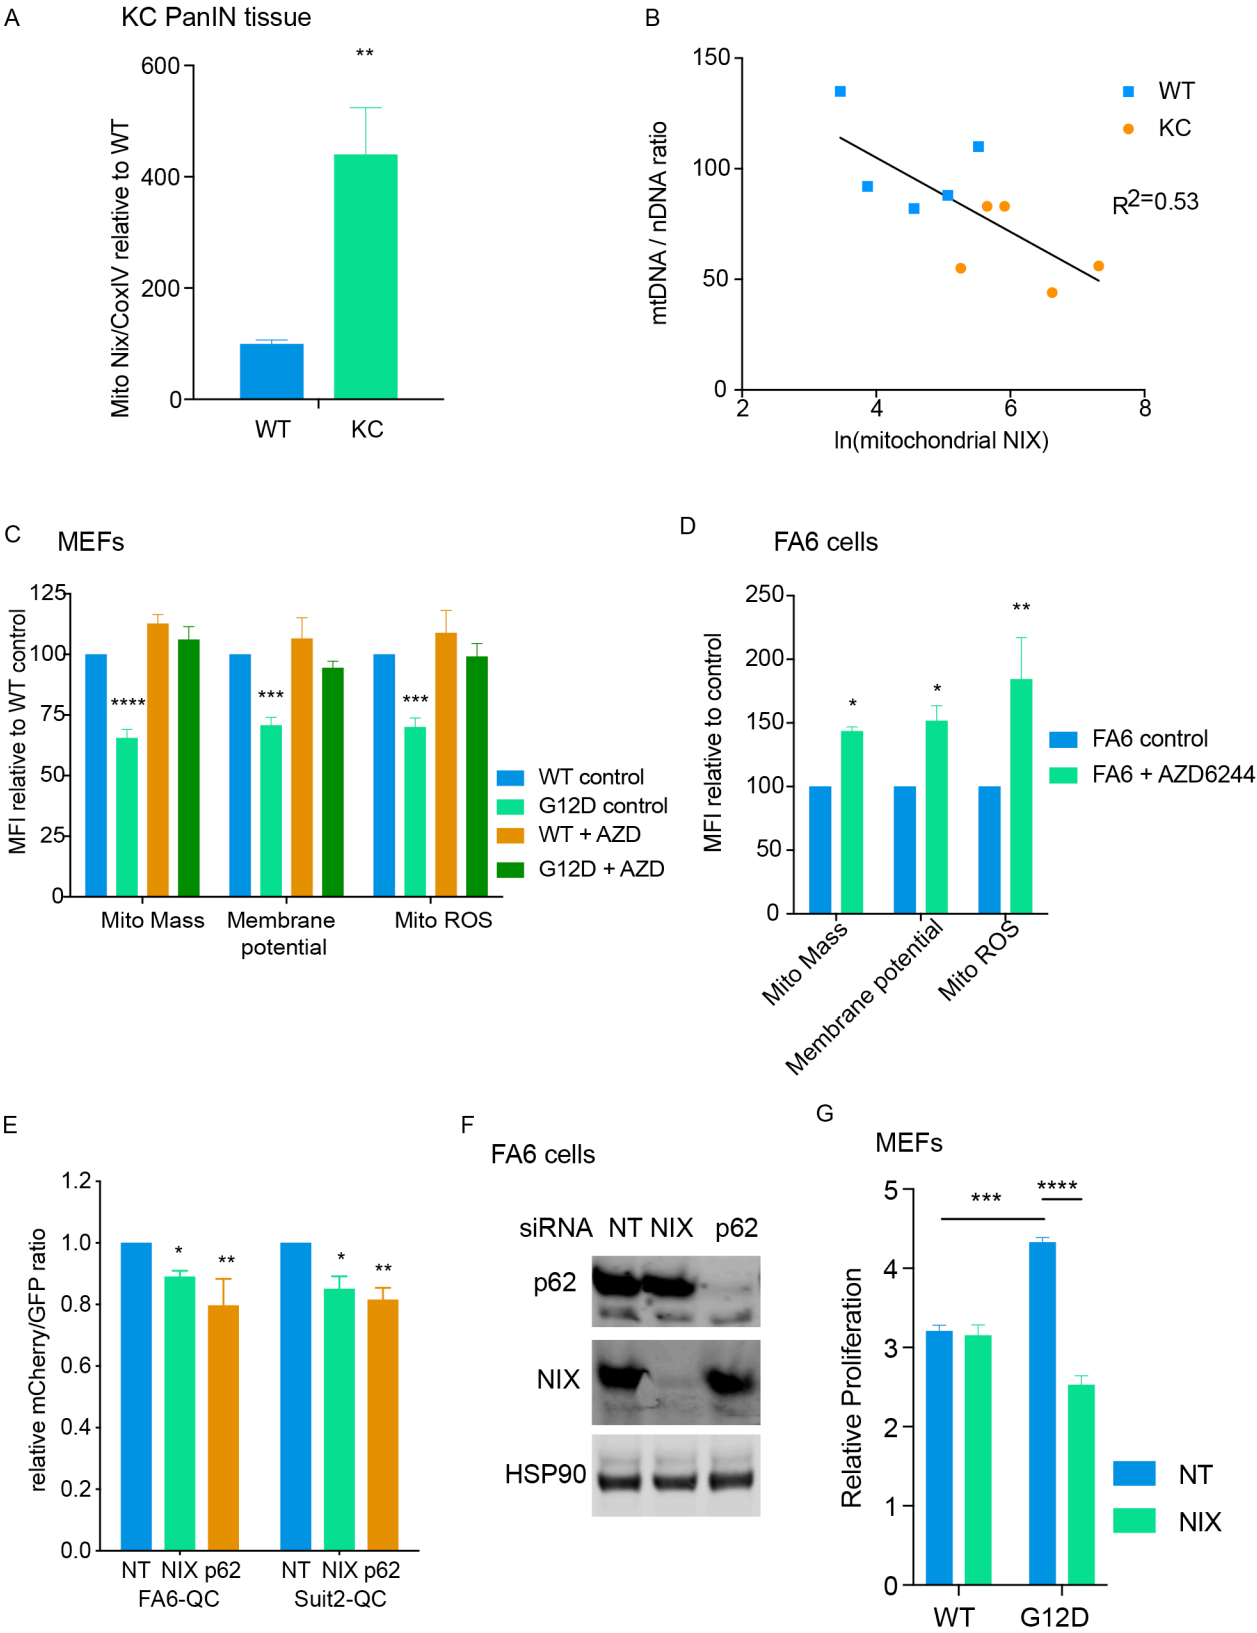 A
KC PanIN tissue
**
600
400
200
0
Mito Nix/CoxIV relative to WT
WT
KC
B
150
100
50
0
mtDNA / nDNA ratio
2
4
6
8
ln(mitochondrial NIX)
WT
KC
R2=0.53
C
MEFs
125
100
75
50
25
0
MFI relative to WT control
****
***
***
Mito Mass
Membrane
potential
Mito ROS
WT control
G12D control
WT + AZD
G12D + AZD
D
FA6 cells
250
200
150
100
50
0
MFI relative to control
*
*
**
Mito Mass
Membrane potential
Mito ROS
FA6 control
FA6 + AZD6244
E
1.2
1.0
0.8
0.6
0.4
0.2
0.0
relative mCherry/GFP ratio
*
**
*
**
NT NIX p62
FA6-QC
NT NIX p62
Suit2-QC
F
FA6 cells
siRNA NT NIX p62
p62
NIX
HSP90
G
MEFs
5
4
3
2
1
0
Relative Proliferation
***
****
WT
G12D
NT
NIX